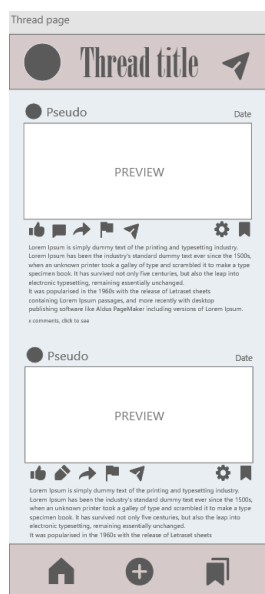 Thread page
Thread title
Pseudo
Date
PREVIEW
Lorem Ipsum is simply dummy text of the printing and typesetting industry.
Lorem Ipsum has been the industry's standard dummy text ever since the 1500s,
when an unknown printer took a galley of type and scrambled it to make a type
specimen book. It has survived not only five centuries, but also the leap into
electronic typesetting, remaining essentially unchanged.
It was popularised in the 1960s with the release of Letraset sheets
containing Lorem Ipsum passages, and more recently with desktop
publishing software like Aldus PageMaker including versions of Lorem Ipsum.
x comments, click to see
Pseudo
Date
PREVIEW
Lorem Ipsum is simply dummy text of the printing and typesetting industry.
Lorem Ipsum has been the industry's standard dummy text ever since the 1500s,
when an unknown printer took a galley of type and scrambled it to make a type
specimen book. It has survived not only five centuries, but also the leap into
electronic typesetting, remaining essentially unchanged.
It was popularised in the 1960s with the release of Letraset sheets